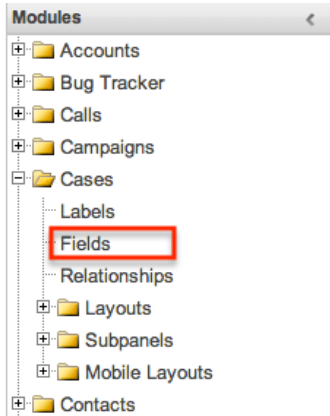 Modules
Accounts
Bug Tracker
Calls
Campaigns
Cases
Labels
Fields
Relationships
Layouts
Subpanels
Mobile Layouts
Contacts